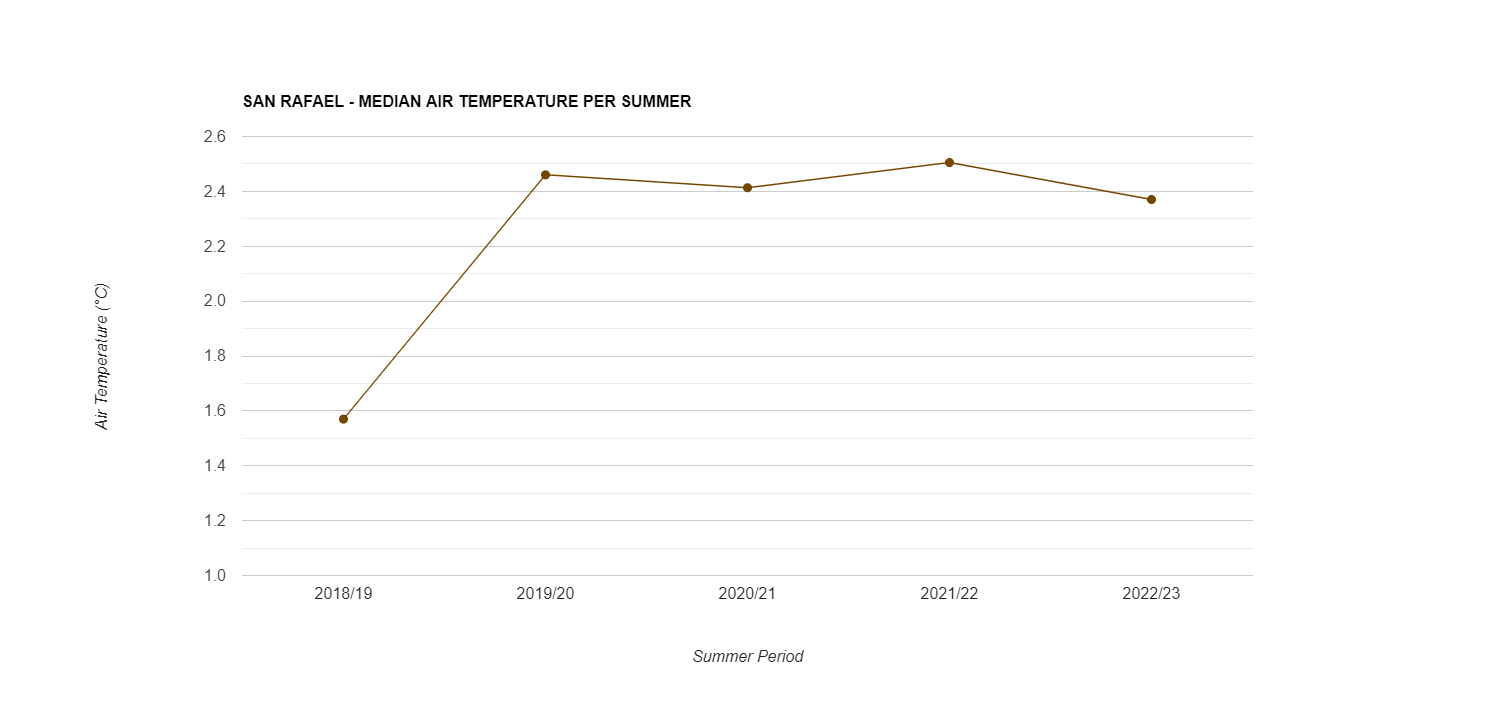 SAN RAFAEL - MEDIAN AIR TEMPERATURE PER SUMMER
2.6
2.4
2.2
2.0
1.8
1.6
1.4
1.2
1.0
Air Temperature (°C)
2018/19 2019/20 2020/21 2021/22 2022/23
Summer Period